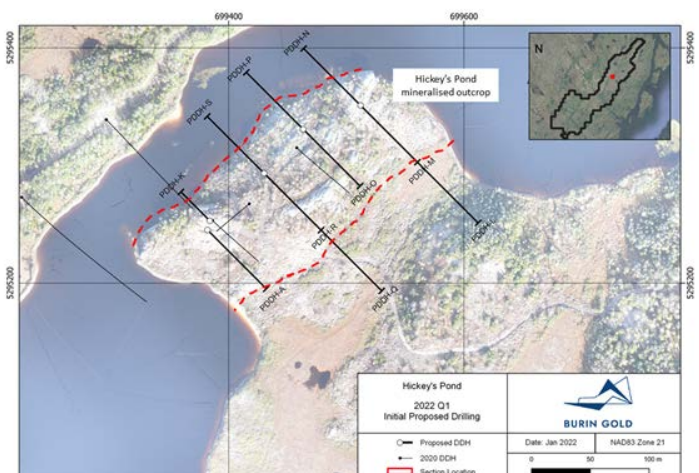 699400
699600
5295400
5295400
PDDH-N
PDDH-P
Hickey's Pond
mineralised outcrop
N
PDDH-S
PDDH-K
PDDH-M
PDDH-O
PDDH-L
PDDH-R
PDDH-A
PDDH-Q
5295200
5295200
Hickey's Pond
2022 Q1
Initial Proposed Drilling
BURIN GOLD
Proposed DDH
2020 DDH
Section Location
Date: Jan 2022
NAD83 Zone 21
0 50 100 m